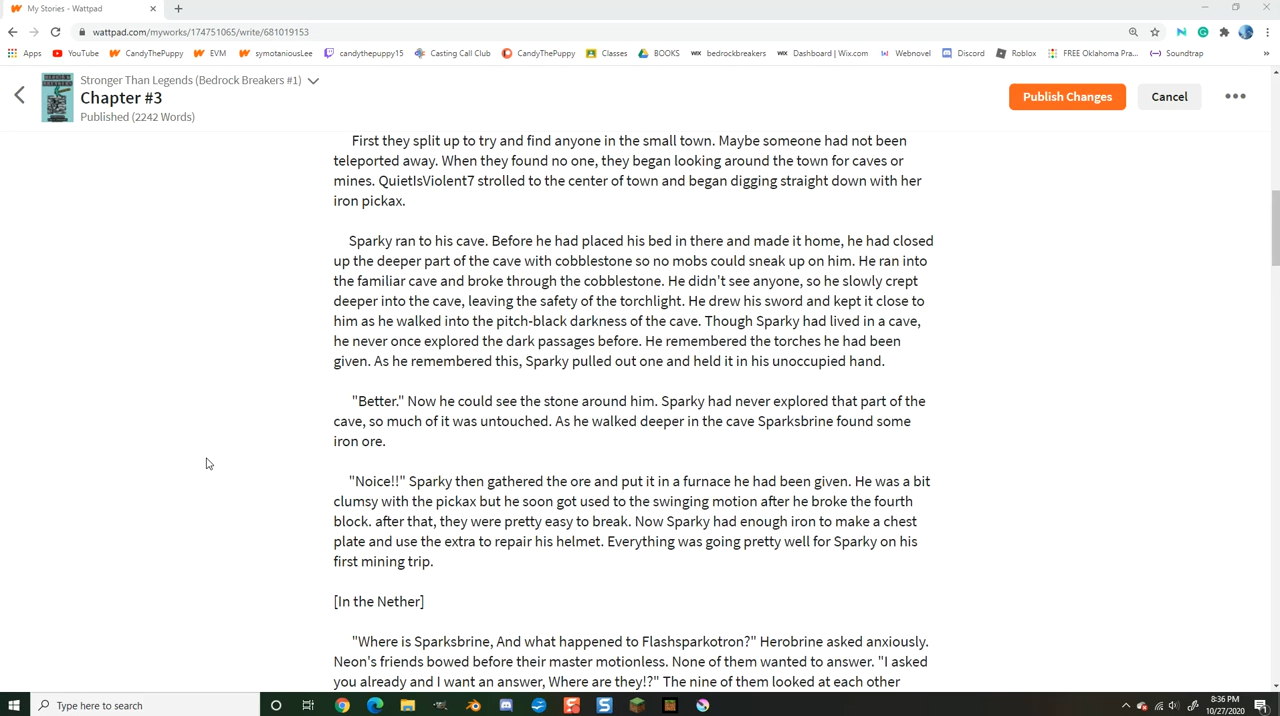 My Stories - Wattpad
wattpad.com/myworks/174751065/write/681019153
Apps YouTube CandyThePuppy EVM symotaniousLee candythepuppy15 Casting Call Club CandyThePuppy Classes BOOKS bedrockbreakers Dashboard | Wix.com Webnovel Discord Roblox FREE Oklahoma Pra... Soundtrap
Stronger Than Legends (Bedrock Breakers #1)
Chapter #3
Published (2242 Words)
Publish Changes Cancel
First they split up to try and find anyone in the small town. Maybe someone had not been
teleported away. When they found no one, they began looking around the town for caves or
mines. QuietIsViolent7 strolled to the center of town and began digging straight down with her
iron pickax.
Sparky ran to his cave. Before he had placed his bed in there and made it home, he had closed
up the deeper part of the cave with cobblestone so no mobs could sneak up on him. He ran into
the familiar cave and broke through the cobblestone. He didn't see anyone, so he slowly crept
deeper into the cave, leaving the safety of the torchlight. He drew his sword and kept it close to
him as he walked into the pitch-black darkness of the cave. Though Sparky had lived in a cave,
he never once explored the dark passages before. He remembered the torches he had been
given. As he remembered this, Sparky pulled out one and held it in his unoccupied hand.
"Better." Now he could see the stone around him. Sparky had never explored that part of the
cave, so much of it was untouched. As he walked deeper in the cave Sparksbrine found some
iron ore.
"Noice!!" Sparky then gathered the ore and put it in a furnace he had been given. He was a bit
clumsy with the pickax but he soon got used to the swinging motion after he broke the fourth
block. after that, they were pretty easy to break. Now Sparky had enough iron to make a chest
plate and use the extra to repair his helmet. Everything was going pretty well for Sparky on his
first mining trip.
[In the Nether]
"Where is Sparksbrine, And what happened to Flashsparkotron?" Herobrine asked anxiously.
Neon's friends bowed before their master motionless. None of them wanted to answer. "I asked
you already and I want an answer, Where are they!?" The nine of them looked at each other
Type here to search
8:36 PM
10/27/2020